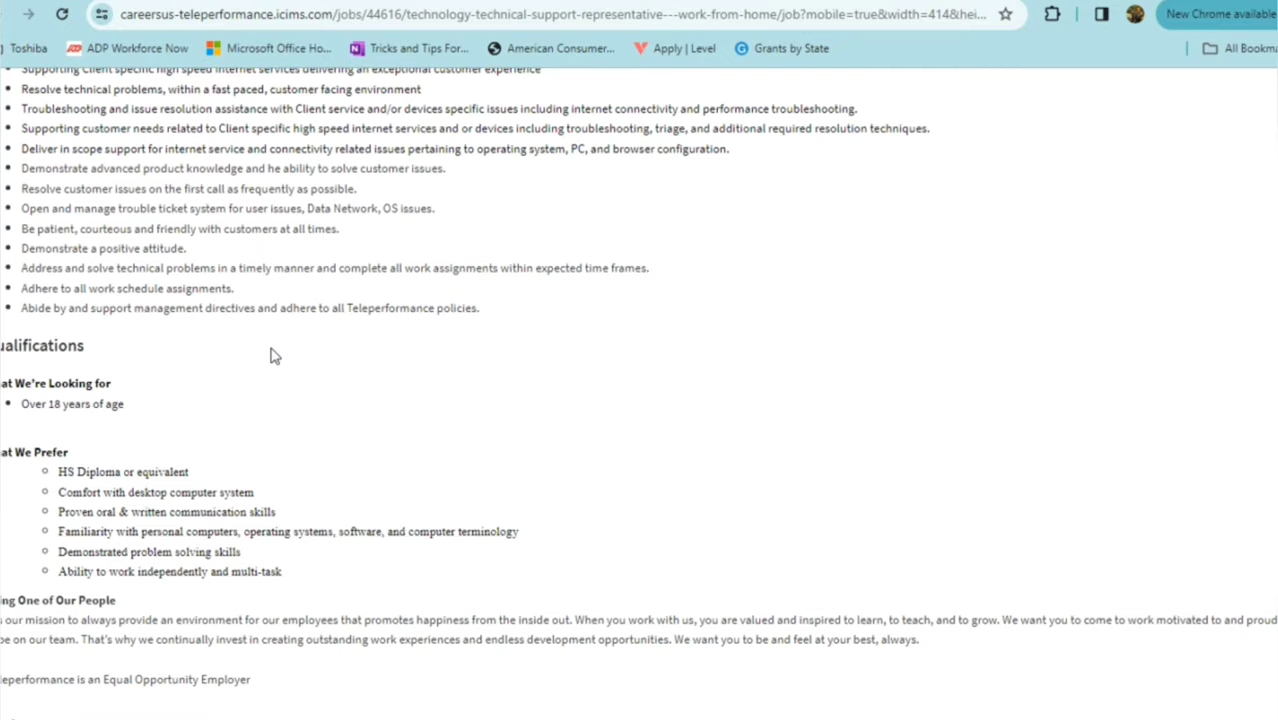 careersus-teleperformance.icims.com/jobs/44616/technology-technical-support-representative---work-from-home/job?mobile=true&width=414&hei...
New Chrome available
Toshiba
ADP Workforce Now
Microsoft Office Ho...
Tricks and Tips For...
American Consumer...
Apply | Level
Grants by State
All Bookma
Supporting Client specific high speed internet services delivering an exceptional customer experience
Resolve technical problems, within a fast paced, customer facing environment
Troubleshooting and issue resolution assistance with Client service and/or devices specific issues including internet connectivity and performance troubleshooting.
Supporting customer needs related to Client specific high speed internet services and or devices including troubleshooting, triage, and additional required resolution techniques.
Deliver in scope support for internet service and connectivity related issues pertaining to operating system, PC, and browser configuration.
Demonstrate advanced product knowledge and he ability to solve customer issues.
Resolve customer issues on the first call as frequently as possible.
Open and manage trouble ticket system for user issues, Data Network, OS issues.
Be patient, courteous and friendly with customers at all times.
Demonstrate a positive attitude.
Address and solve technical problems in a timely manner and complete all work assignments within expected time frames.
Adhere to all work schedule assignments.
Abide by and support management directives and adhere to all Teleperformance policies.
ualifications
at We're Looking for
Over 18 years of age
at We Prefer
HS Diploma or equivalent
Comfort with desktop computer system
Proven oral & written communication skills
Familiarity with personal computers, operating systems, software, and computer terminology
Demonstrated problem solving skills
Ability to work independently and multi-task
ing One of Our People
our mission to always provide an environment for our employees that promotes happiness from the inside out. When you work with us, you are valued and inspired to learn, to teach, and to grow. We want you to come to work motivated to and proud
be on our team. That's why we continually invest in creating outstanding work experiences and endless development opportunities. We want you to be and feel at your best, always.
leperformance is an Equal Opportunity Employer